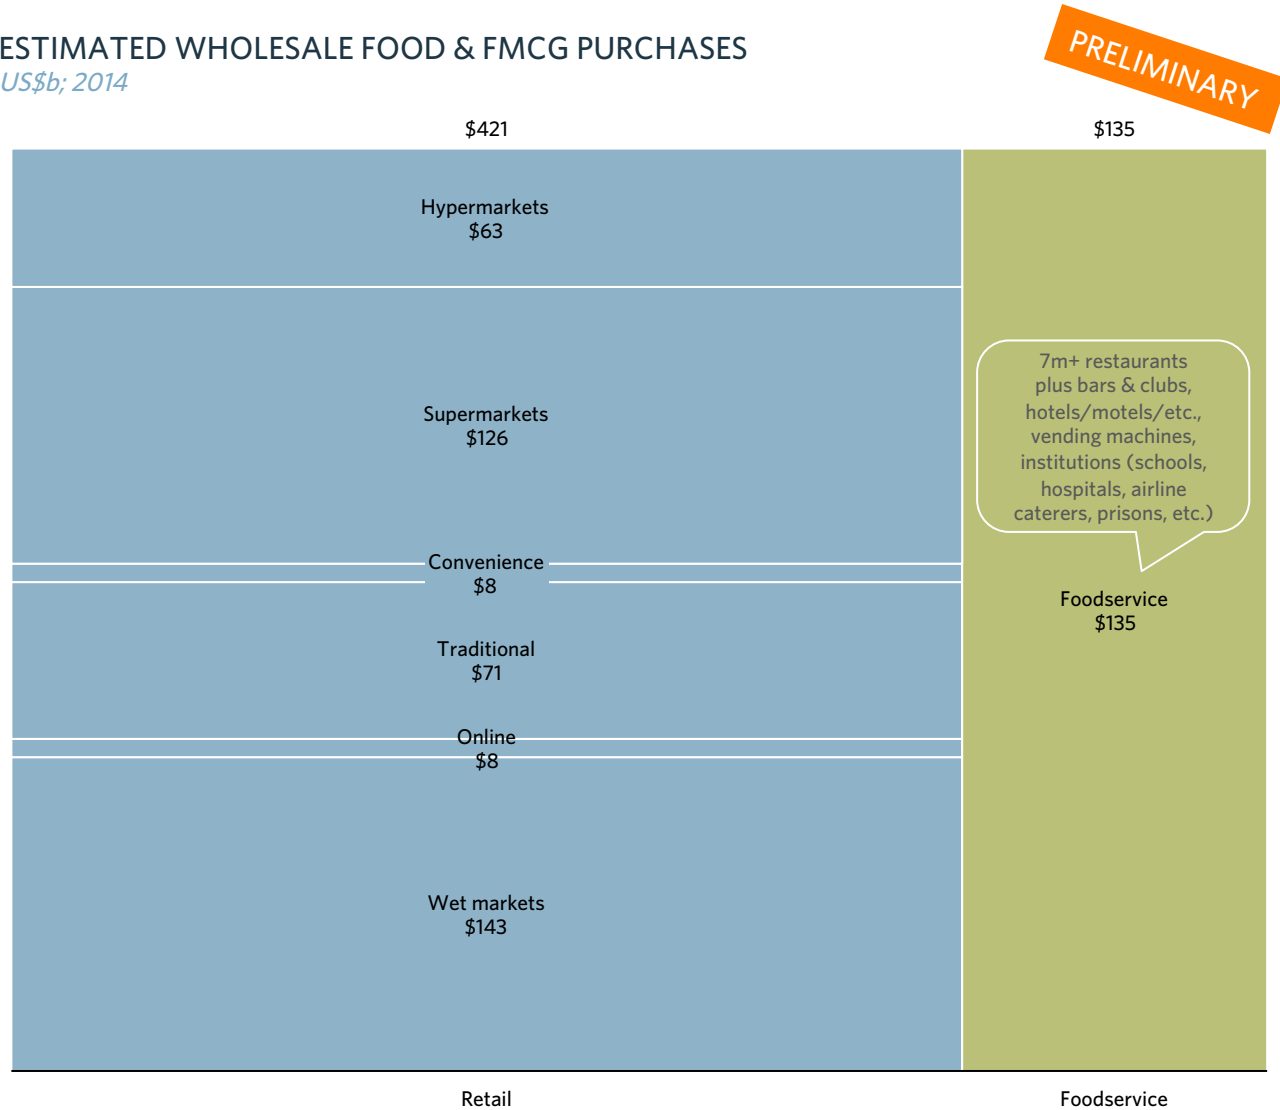 ESTIMATED WHOLESALE FOOD & FMCG PURCHASES
US$b; 2014
PRELIMINARY
$421
$135
Hypermarkets
$63
Supermarkets
$126
Convenience
$8
Traditional
$71
Online
$8
Wet markets
$143
7m+ restaurants
plus bars & clubs,
hotels/motels/etc.,
vending machines,
institutions (schools,
hospitals, airline
caterers, prisons, etc.)
Foodservice
$135
Retail
Foodservice